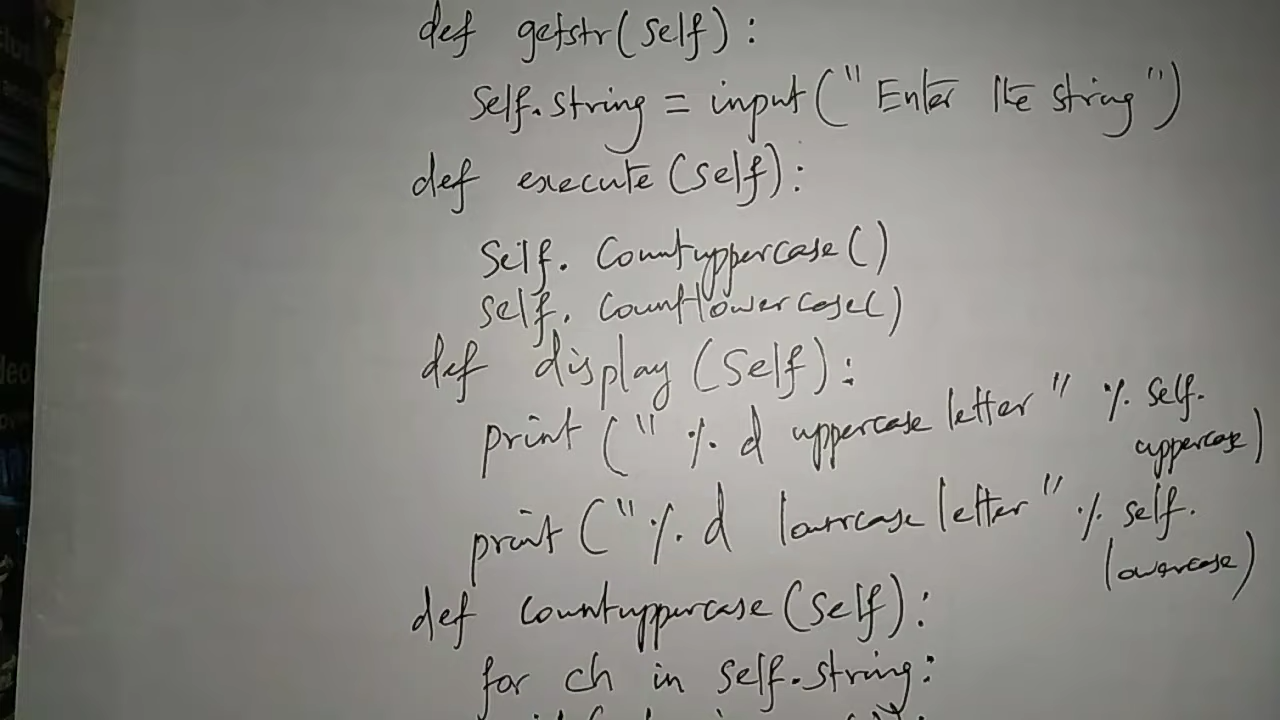 def getstr(self):
self.string = input("Enter the string")
def execute(self):
self. Countuppercase()
self. Countlowercase()
def display(self):
print("%d uppercase letter" % self.
uppercase)
print("%d lowercase letter" % self.
lowercase)
def countuppercase(self):
for ch in self.string: